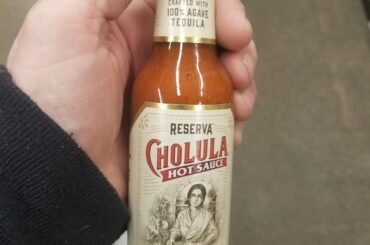 CRAFTED WITH
100% AGAVE
TEQUILA
RESERVA
CHOLULA
HOT SAUCE